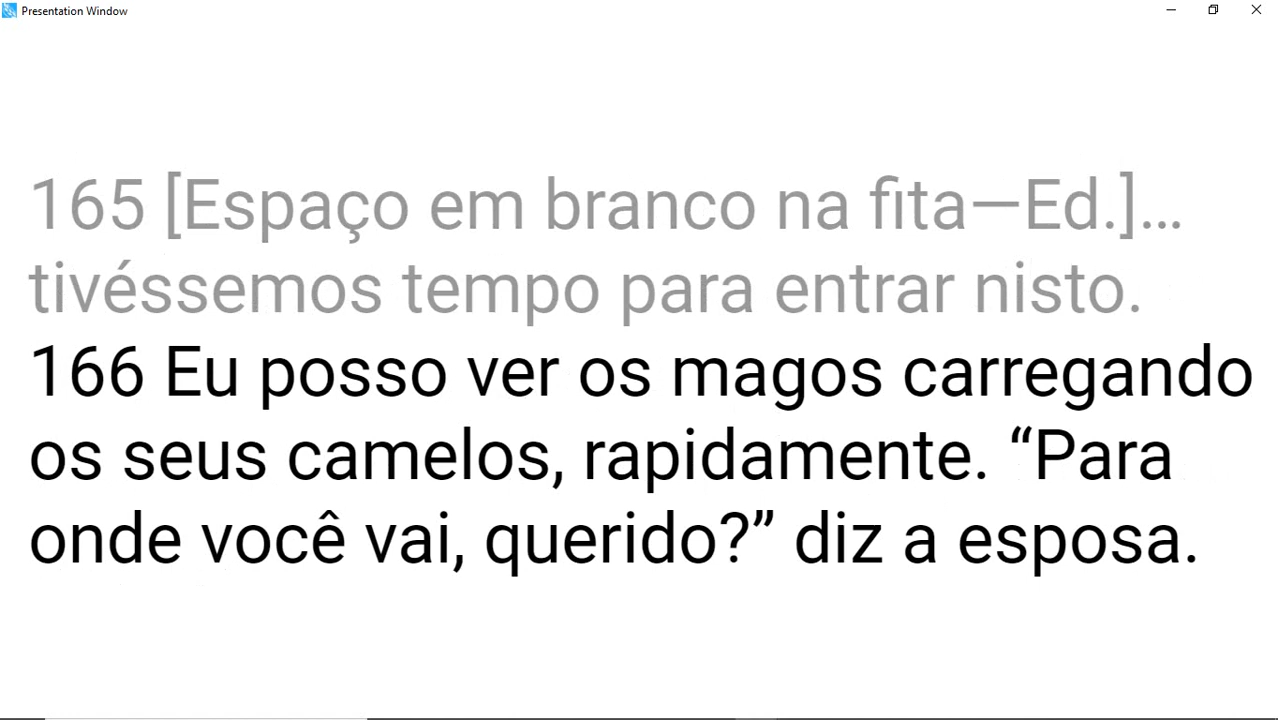 Presentation Window
165 [Espaço em branco na fita—Ed.]...
tivéssemos tempo para entrar nisto.
166 Eu posso ver os magos carregando
os seus camelos, rapidamente. “Para
onde você vai, querido?” diz a esposa.